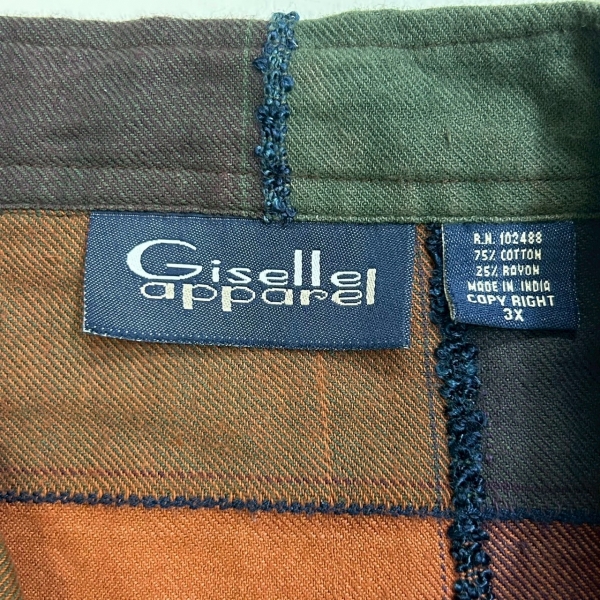 Giselle
apparel
R.N. 102488
75% COTTON
25% RAYON
MADE IN INDIA
COPY RIGHT
3X